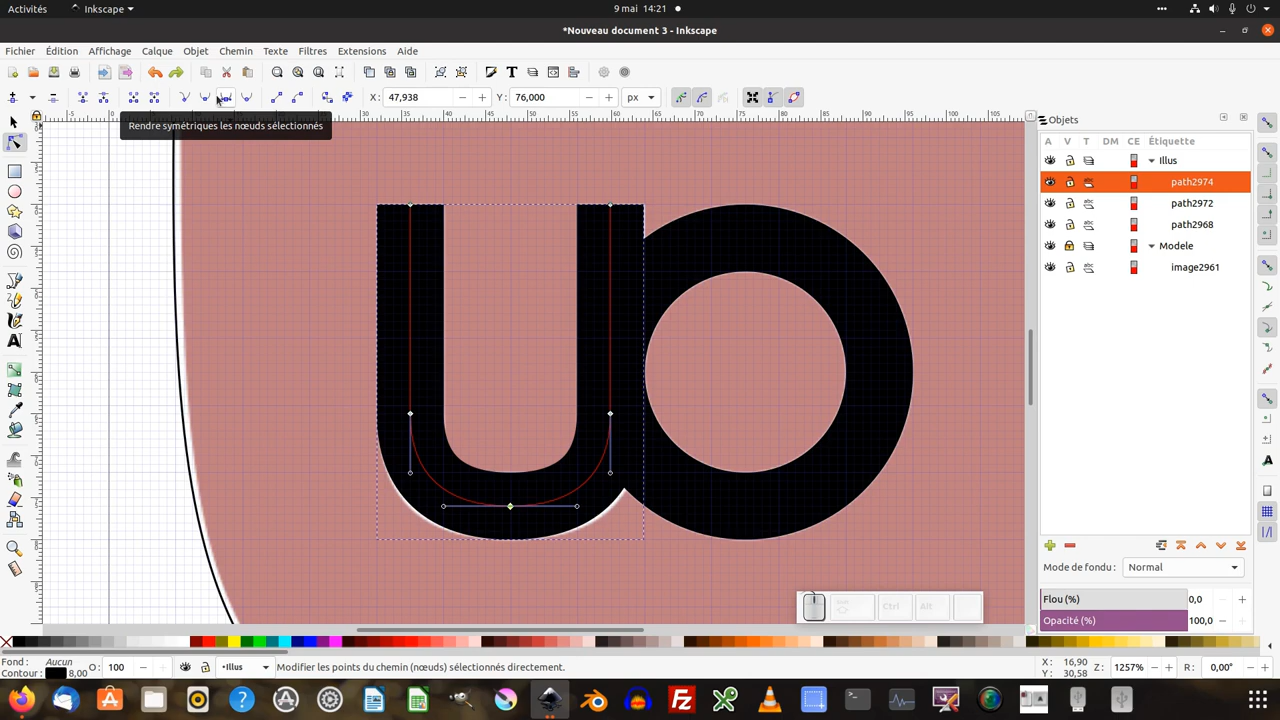 Activités
Inkscape
9 mai 14:21
*Nouveau document 3 - Inkscape
Fichier Édition Affichage Calque Objet Chemin Texte Filtres Extensions Aide
X: 47,938 Y: 76,000 px
Rendre symétriques les nœuds sélectionnés
Objets
A V T DM CE Étiquette
Illus
path2974
path2972
path2968
Modele
image2961
uo
Ctrl Alt
Mode de fondu : Normal
Flou (%) 0,0
Opacité (%) 100,0
Fond : Aucun
Contour : 8,00
O: 100
•Illus
Modifier les points du chemin (nœuds) sélectionnés directement.
X: 16,90
Y: 30,58
Z: 1257%
R: 0,00°